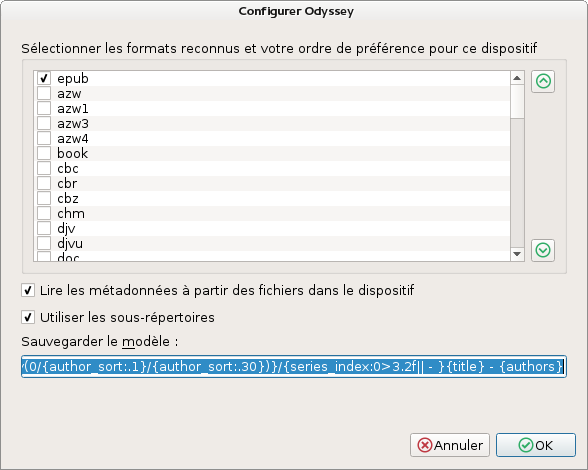 Configurer Odyssey
Sélectionner les formats reconnus et votre ordre de préférence pour ce dispositif
epub
azw
azw1
azw3
azw4
book
cbc
cbr
cbz
chm
djv
djvu
doc
Lire les métadonnées à partir des fichiers dans le dispositif
Utiliser les sous-répertoires
Sauvegarder le modèle :
(0/{author_sort:.1}/{author_sort:.30})}/{series_index:0>3.2f|| - }{title} - {authors}
Annuler
OK